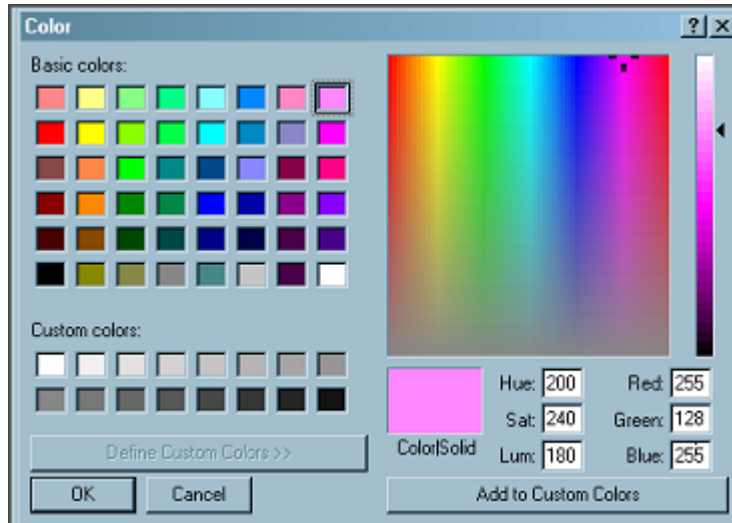 Color
Basic colors:
Custom colors:
Define Custom Colors >>
OK Cancel
Color|Solid
Hue: 200 Red: 255
Sat: 240 Green: 128
Lum: 180 Blue: 255
Add to Custom Colors